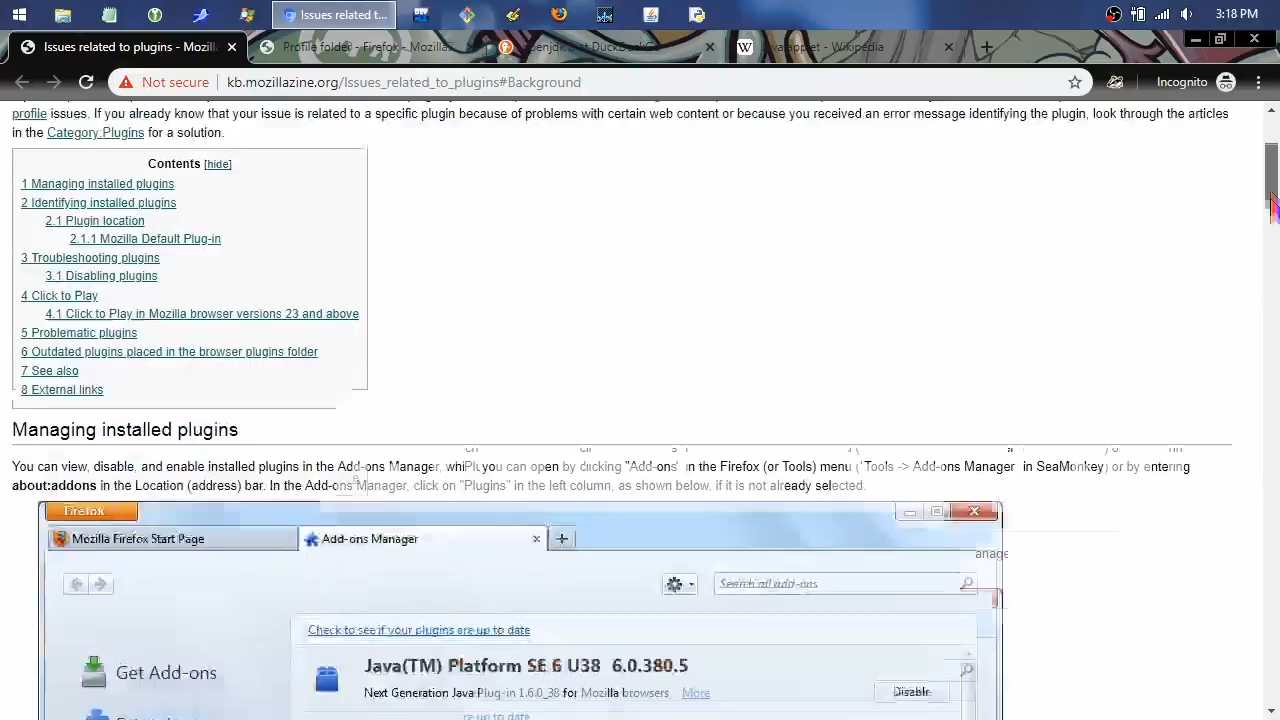 3:18 PM
Issues related t...
Issues related to plugins - Mozilla
Profile folder - Firefox - Mozillaz
at DuckDuckGo
applet - Wikipedia
Not secure
kb.mozillazine.org/Issues_related_to_plugins#Background
Incognito
profile issues. If you already know that your issue is related to a specific plugin because of problems with certain web content or because you received an error message identifying the plugin, look through the articles
in the Category:Plugins for a solution.
Contents [hide]
1 Managing installed plugins
2 Identifying installed plugins
2.1 Plugin location
2.1.1 Mozilla Default Plug-in
3 Troubleshooting plugins
3.1 Disabling plugins
4 Click to Play
4.1 Click to Play in Mozilla browser versions 23 and above
5 Problematic plugins
6 Outdated plugins placed in the browser plugins folder
7 See also
8 External links
Managing installed plugins
You can view, disable, and enable installed plugins in the Add-ons Manager, you can open by clicking "Add-ons" in the Firefox (or Tools) menu ("Tools -> Add-ons Manager in SeaMonkey) or by entering
about:addons in the Location (address) bar. In the Add-ons Manager, click on "Plugins" in the left column, as shown below, if it is not already selected.
Firefox
Mozilla Firefox Start Page
Add-ons Manager
Search all add-ons
Check to see if your plugins are up to date
Get Add-ons
Java(TM) Platform SE 6 U38 6.0.380.5
Next Generation Java Plug-in 1.6.0_38 for Mozilla browsers More
Disable